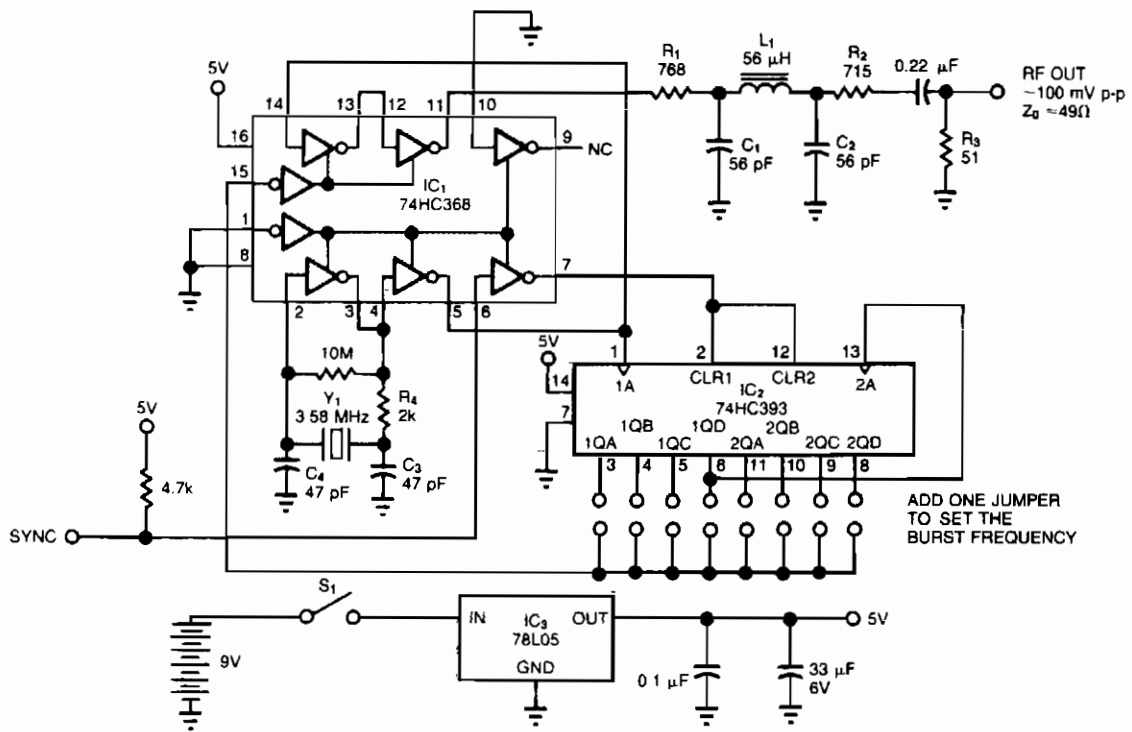 5V
14
13
12
11
10
16
9
NC
15
IC1
74HC368
1
8
7
2
3
4
5
6
R1
768
L1
56 μH
R2
715
0.22 μF
RF OUT
~100 mV p-p
Zg ≈49Ω
C1
56 pF
C2
56 pF
R3
51
10M
Y1
3 58 MHz
R4
2k
C4
47 pF
C3
47 pF
5V
4.7k
SYNC
5V
14
7
1
2
12
13
1A
CLR1
CLR2
2A
IC2
74HC393
1QA
1QB
1QC
1QD
2QA
2QB
2QC
2QD
3
4
5
6
11
10
9
8
ADD ONE JUMPER
TO SET THE
BURST FREQUENCY
S1
9V
IN
OUT
IC3
78L05
GND
0 1 μF
33 μF
6V
5V